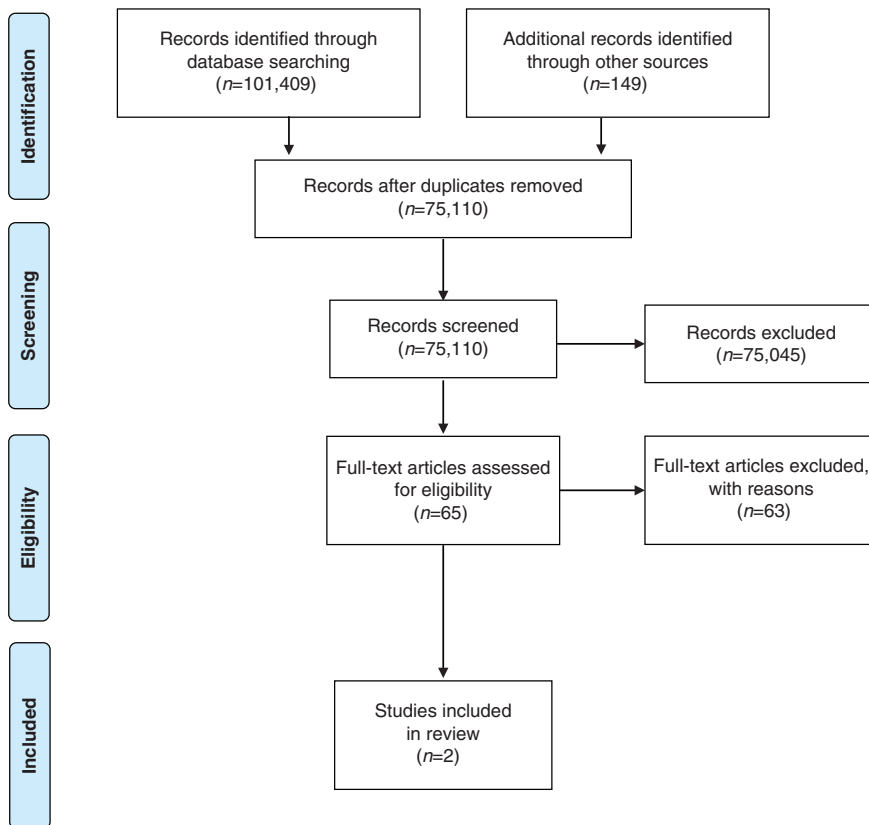 Identification
Records identified through
database searching
(n=101,409)
Additional records identified
through other sources
(n=149)
Records after duplicates removed
(n=75,110)
Screening
Records screened
(n=75,110)
Records excluded
(n=75,045)
Eligibility
Full-text articles assessed
for eligibility
(n=65)
Full-text articles excluded,
with reasons
(n=63)
Included
Studies included
in review
(n=2)